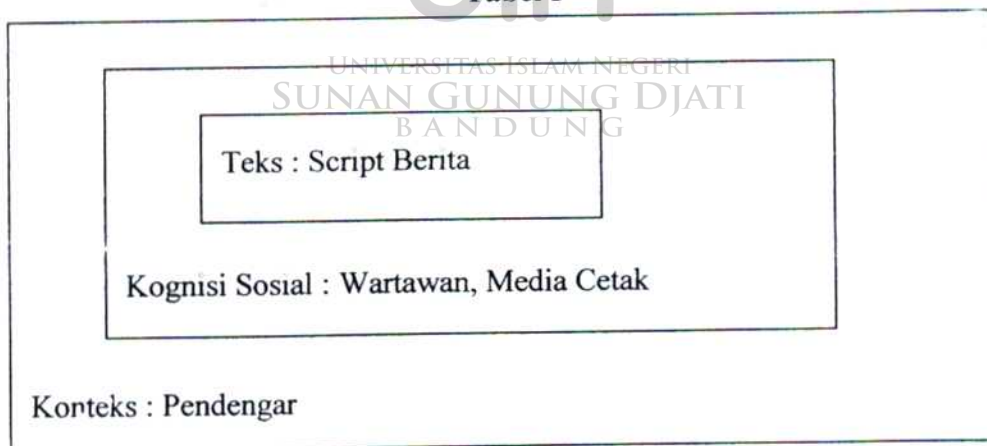 UNIVERSITAS ISLAM NEGERI
SUNAN GUNUNG DJATI
BANDUNG
Teks : Script Berita
Kognisi Sosial : Wartawan, Media Cetak
Konteks : Pendengar